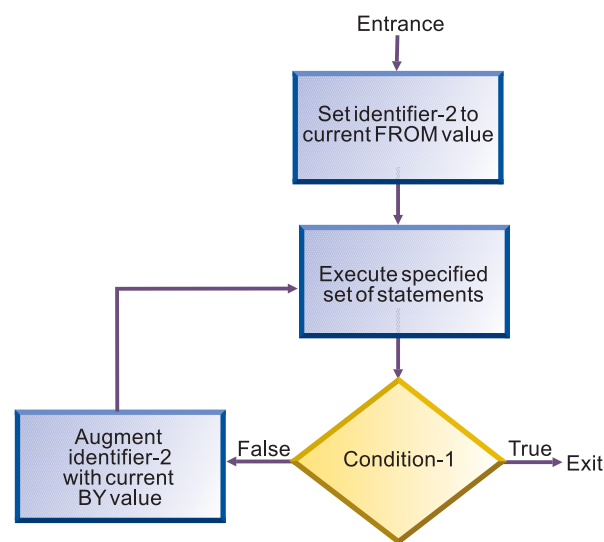 Entrance
Set identifier-2 to
current FROM value
Execute specified
set of statements
Condition-1
True
Exit
False
Augment
identifier-2
with current
BY value